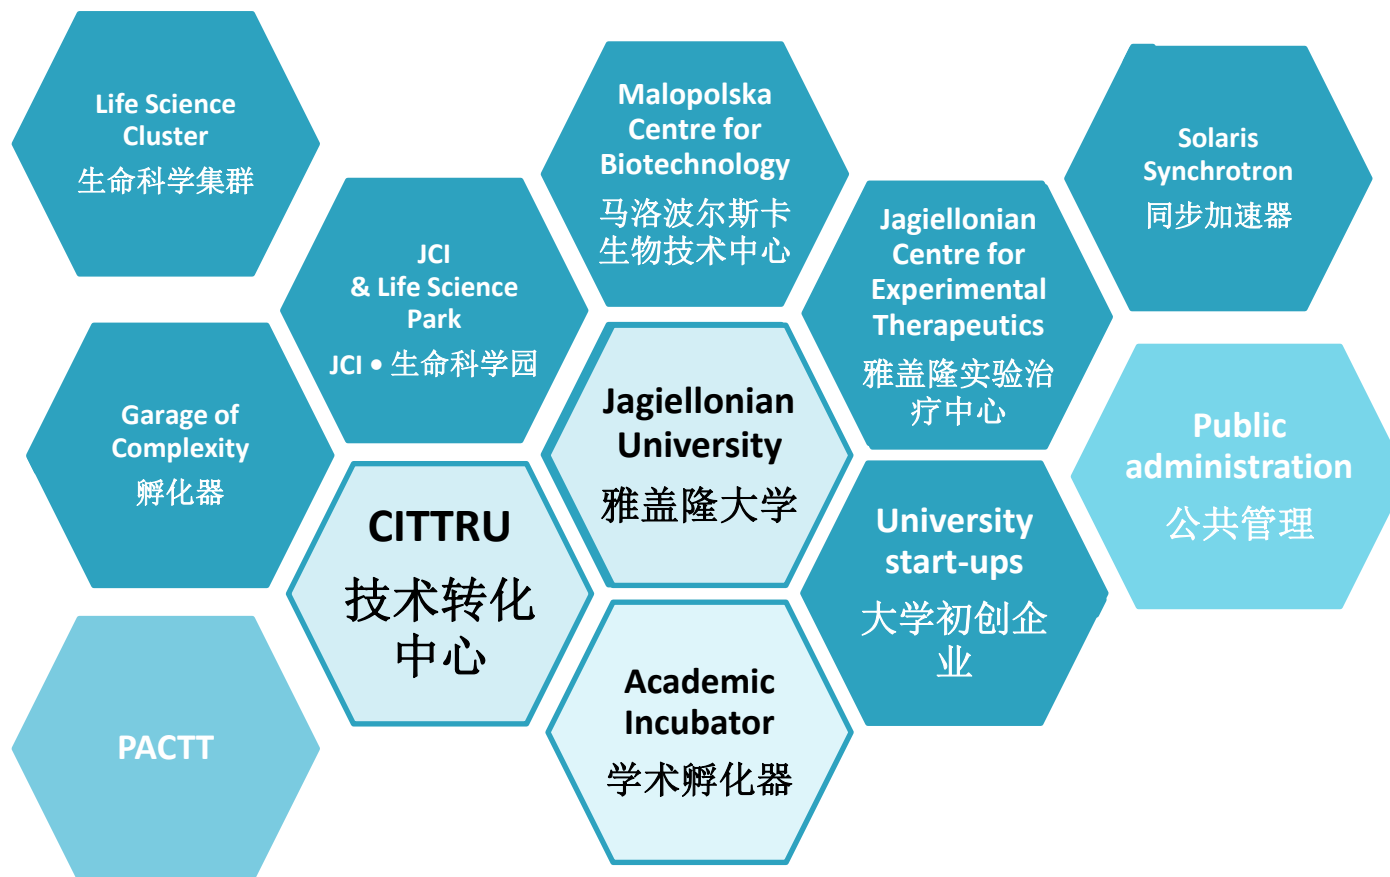 Life Science
Cluster
生命科学集群
Malopolska
Centre for
Biotechnology
马洛波尔斯卡
生物技术中心
Solaris
Synchrotron
同步加速器
JCI
& Life Science
Park
JCI • 生命科学园
Jagiellonian
Centre for
Experimental
Therapeutics
雅盖隆实验治
疗中心
Garage of
Complexity
孵化器
Jagiellonian
University
雅盖隆大学
Public
administration
公共管理
CITTRU
技术转化
中心
University
start-ups
大学初创企
业
PACTT
Academic
Incubator
学术孵化器